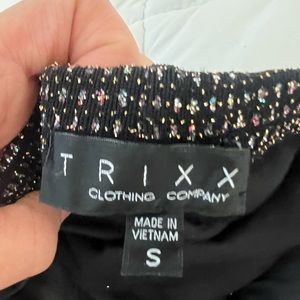 TRIXX
CLOTHING COMPANY
MADE IN
VIETNAM
S